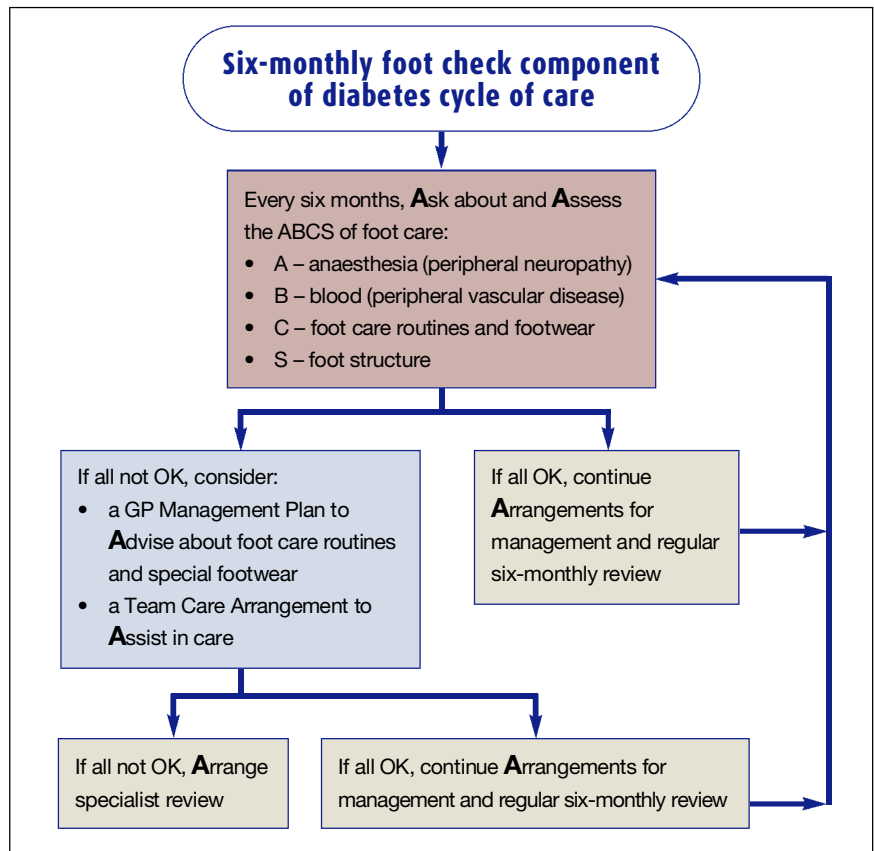 Six-monthly foot check component
of diabetes cycle of care
Every six months, Ask about and Assess
the ABCS of foot care:
• A – anaesthesia (peripheral neuropathy)
• B – blood (peripheral vascular disease)
• C – foot care routines and footwear
• S – foot structure
If all not OK, consider:
• a GP Management Plan to
Advise about foot care routines
and special footwear
• a Team Care Arrangement to
Assist in care
If all OK, continue
Arrangements for
management and regular
six-monthly review
If all not OK, Arrange
specialist review
If all OK, continue Arrangements for
management and regular six-monthly review